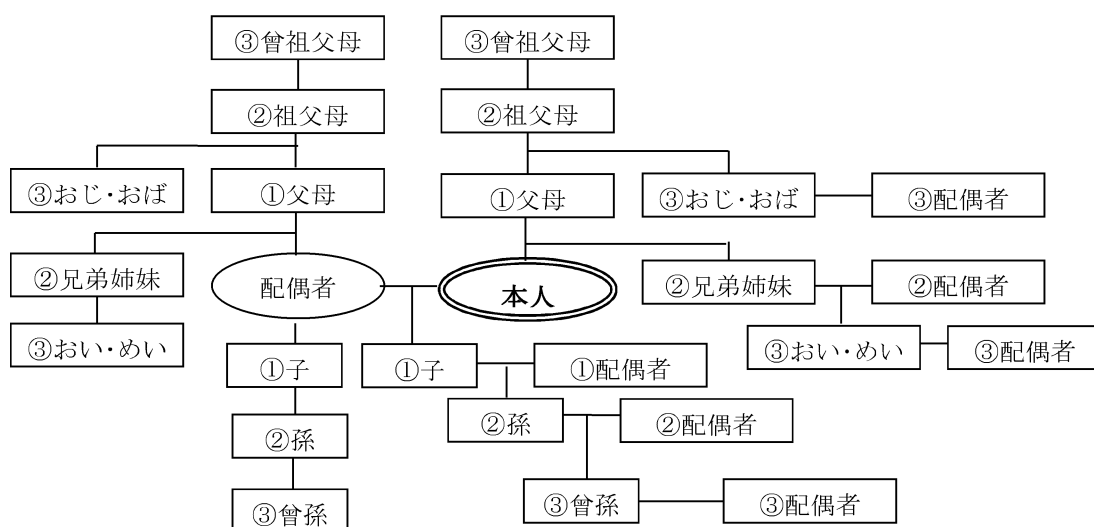 ③曾祖父母 ③曾祖父母
②祖父母 ②祖父母
③おじ・おば ①父母 ①父母 ③おじ・おば ③配偶者
②兄弟姉妹 配偶者 本人 ②兄弟姉妹 ②配偶者
③おい・めい ①子 ①子 ①配偶者 ③おい・めい ③配偶者
②孫 ②孫 ②配偶者
③曾孫 ③曾孫 ③配偶者